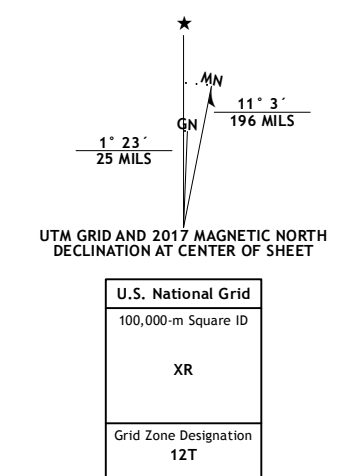 ★
MN
GN
11° 3´
196 MILS
1° 23´
25 MILS
UTM GRID AND 2017 MAGNETIC NORTH
DECLINATION AT CENTER OF SHEET
U.S. National Grid
100,000-m Square ID
XR
Grid Zone Designation
12T